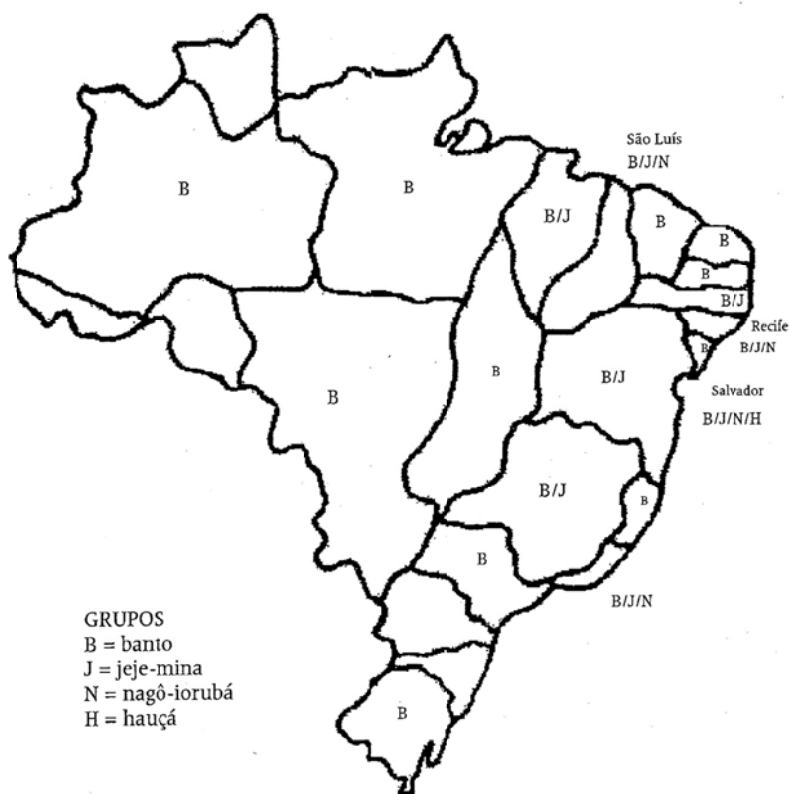 São Luís
B/J/N
B
B
B/J
B
B
B
B/J
Recife
B/J/N
B
B
B
B/J
Salvador
B/J/N/H
B/J
B
B
B/J/N
GRUPOS
B = banto
J = jeje-mina
N = nagô-iorubá
H = hauçá
B